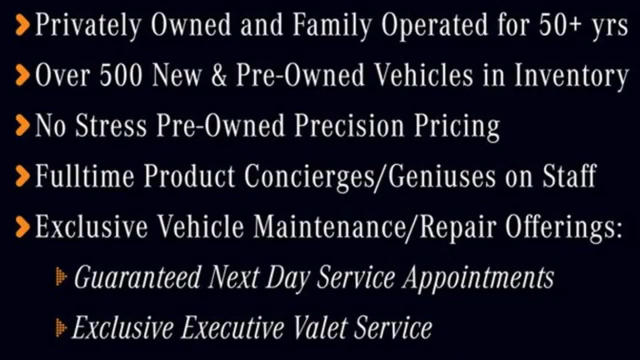 Privately Owned and Family Operated for 50+ yrs
Over 500 New & Pre-Owned Vehicles in Inventory
No Stress Pre-Owned Precision Pricing
Fulltime Product Concierges/Geniuses on Staff
Exclusive Vehicle Maintenance/Repair Offerings:
Guaranteed Next Day Service Appointments
Exclusive Executive Valet Service